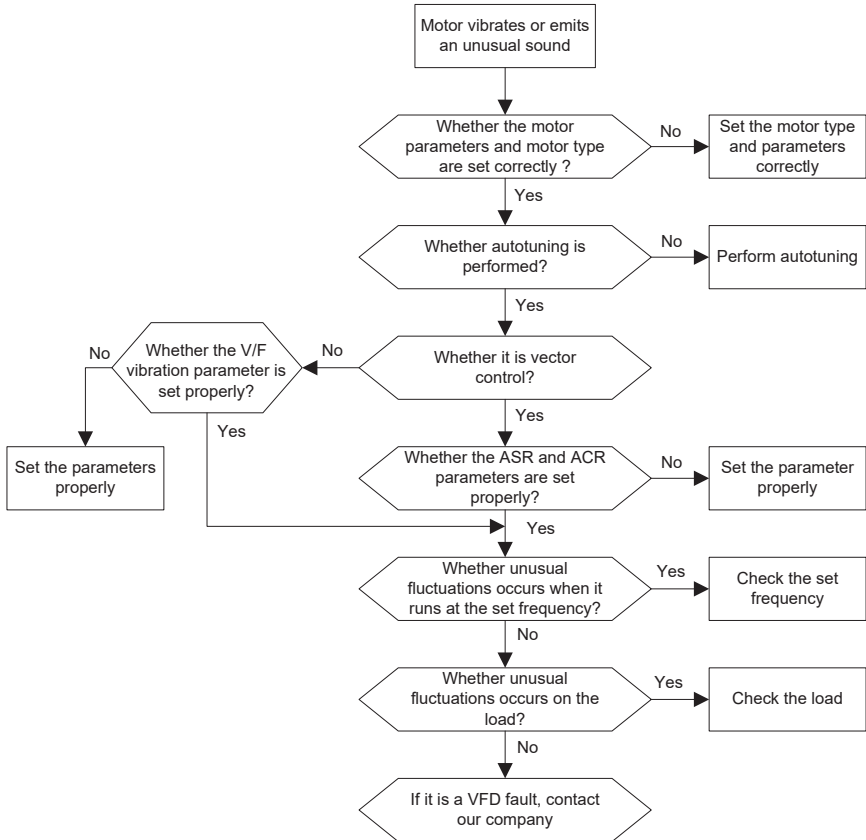 Motor vibrates or emits
an unusual sound
Whether the motor
parameters and motor type
are set correctly ?
No
Set the motor type
and parameters
correctly
Yes
Whether autotuning is
performed?
No
Perform autotuning
Yes
Whether it is vector
control?
No
Whether the V/F
vibration parameter is
set properly?
No
Set the parameters
properly
Yes
Yes
Whether the ASR and ACR
parameters are set
properly?
No
Set the parameter
properly
Yes
Whether unusual
fluctuations occurs when it
runs at the set frequency?
Yes
Check the set
frequency
No
Whether unusual
fluctuations occurs on the
load?
Yes
Check the load
No
If it is a VFD fault, contact
our company